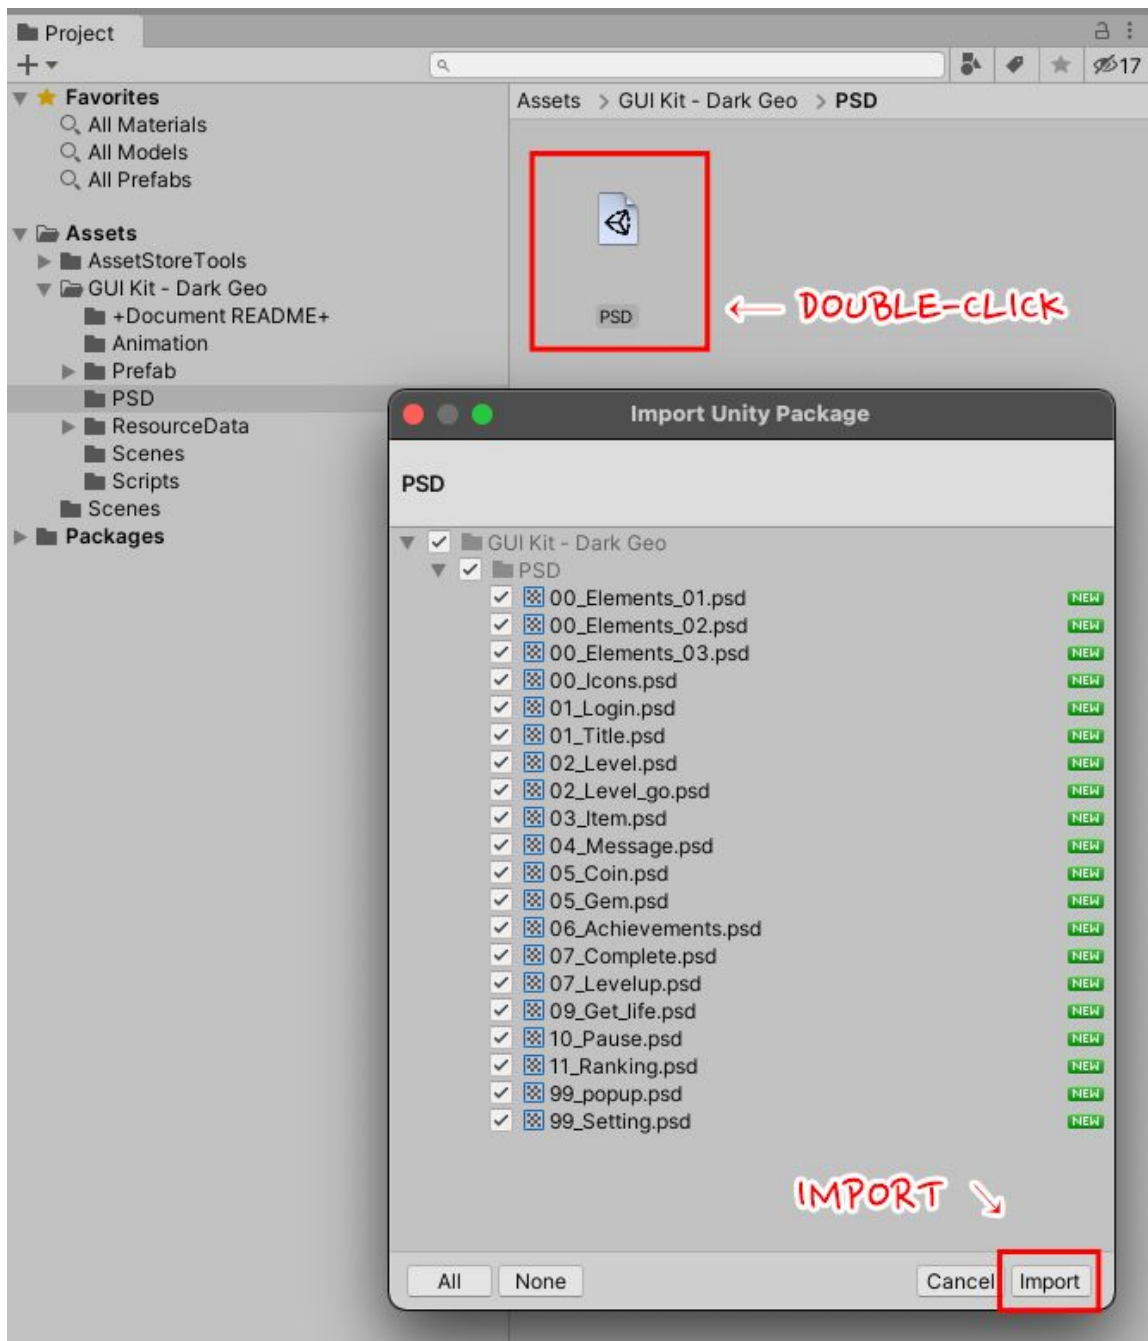 Project
17
Favorites
All Materials
All Models
All Prefabs
Assets
AssetStoreTools
GUI Kit - Dark Geo
+Document README+
Animation
Prefab
PSD
ResourceData
Scenes
Scripts
Scenes
Packages
Assets > GUI Kit - Dark Geo > PSD
PSD
← DOUBLE-CLICK
Import Unity Package
PSD
GUI Kit - Dark Geo
PSD
00_Elements_01.psd NEW
00_Elements_02.psd NEW
00_Elements_03.psd NEW
00_Icons.psd NEW
01_Login.psd NEW
01_Title.psd NEW
02_Level.psd NEW
02_Level_go.psd NEW
03_Item.psd NEW
04_Message.psd NEW
05_Coin.psd NEW
05_Gem.psd NEW
06_Achievements.psd NEW
07_Complete.psd NEW
07_Levelup.psd NEW
09_Get_life.psd NEW
10_Pause.psd NEW
11_Ranking.psd NEW
99_popup.psd NEW
99_Setting.psd NEW
IMPORT ↘
All None Cancel Import